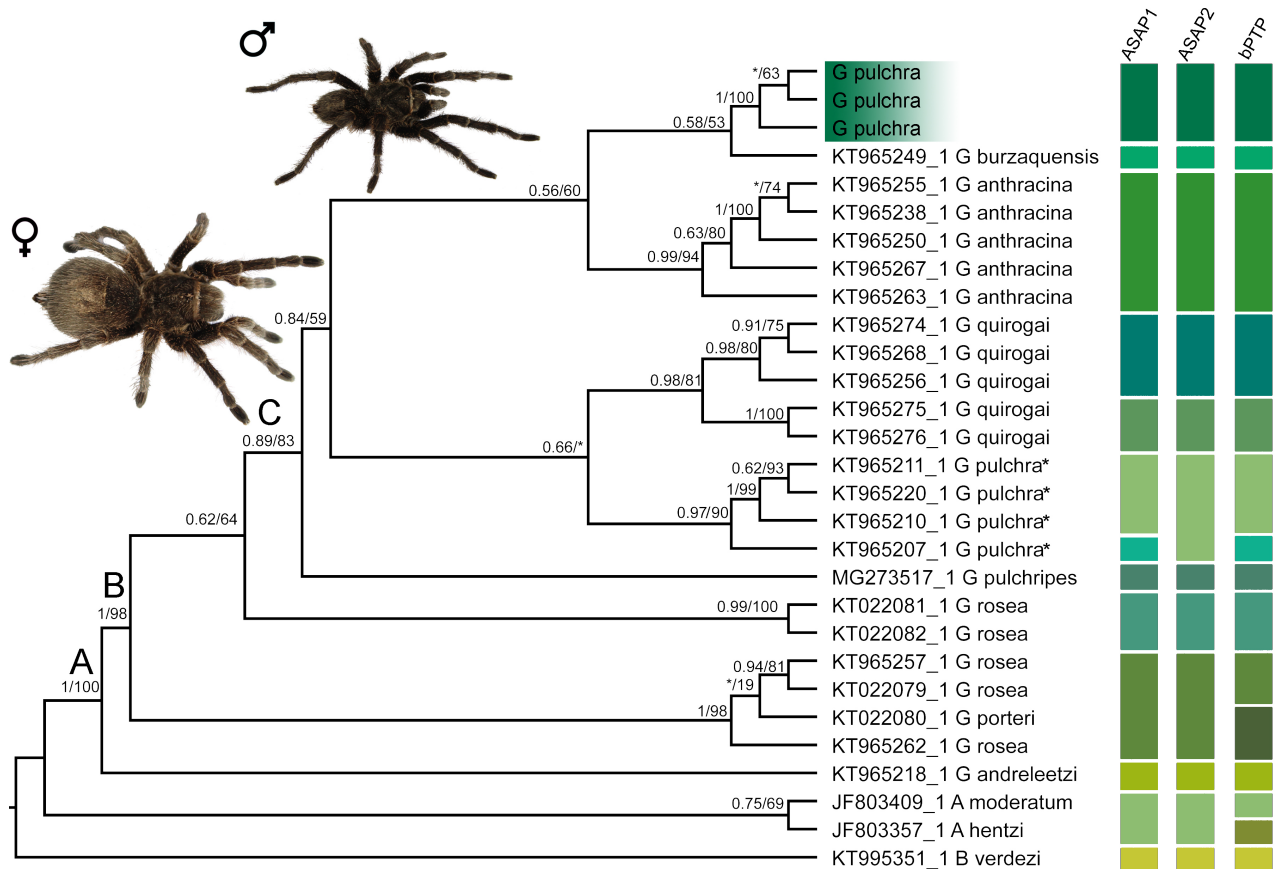 ASAP1 ASAP2 bPTP
♂
*/63
G pulchra
1/100
G pulchra
0.58/53
G pulchra
KT965249_1 G burzaquensis
0.56/60
*/74
KT965255_1 G anthracina
1/100
KT965238_1 G anthracina
0.63/80
KT965250_1 G anthracina
0.99/94
KT965267_1 G anthracina
KT965263_1 G anthracina
♀
0.84/59
0.91/75
KT965274_1 G quirogai
0.98/80
KT965268_1 G quirogai
0.98/81
KT965256_1 G quirogai
1/100
KT965275_1 G quirogai
KT965276_1 G quirogai
C
0.89/83
0.66/*
0.62/93
KT965211_1 G pulchra*
1/99
KT965220_1 G pulchra*
0.97/90
KT965210_1 G pulchra*
KT965207_1 G pulchra*
0.62/64
MG273517_1 G pulchripes
B
1/98
0.99/100
KT022081_1 G rosea
KT022082_1 G rosea
A
1/100
0.94/81
KT965257_1 G rosea
*/19
KT022079_1 G rosea
1/98
KT022080_1 G porteri
KT965262_1 G rosea
KT965218_1 G andreleetzi
0.75/69
JF803409_1 A moderatum
JF803357_1 A hentzi
KT995351_1 B verdezi